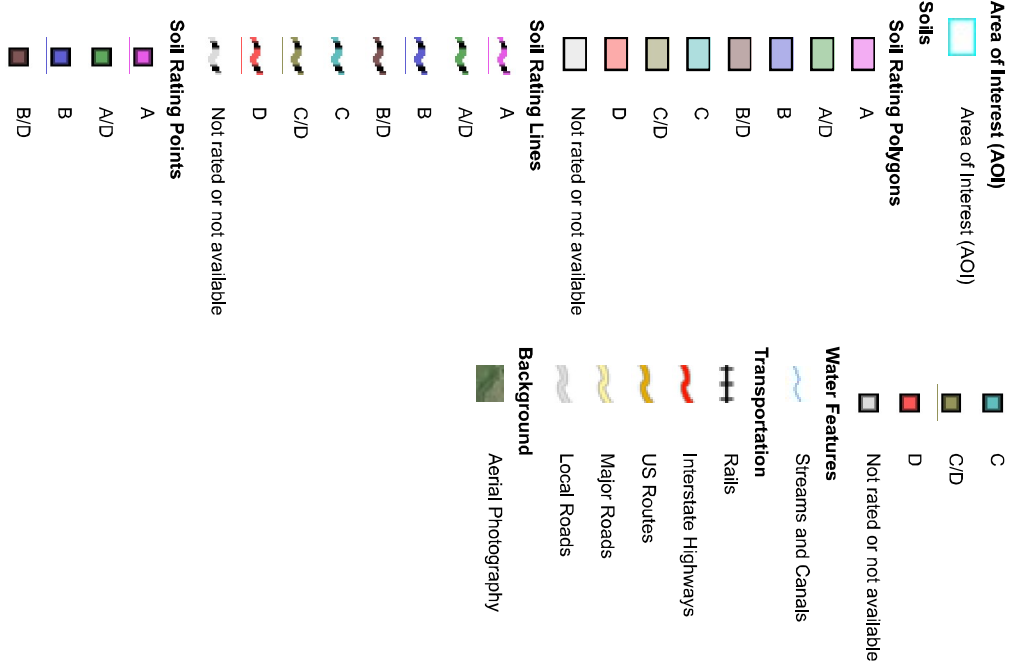 Area of Interest (AOI)
Area of Interest (AOI)
Soils
Soil Rating Polygons
A
A/D
B
B/D
C
C/D
D
Not rated or not available
Soil Rating Lines
A
A/D
B
B/D
C
C/D
D
Not rated or not available
Soil Rating Points
A
A/D
B
B/D
C
C/D
D
Not rated or not available
Water Features
Streams and Canals
Transportation
Rails
Interstate Highways
US Routes
Major Roads
Local Roads
Background
Aerial Photography